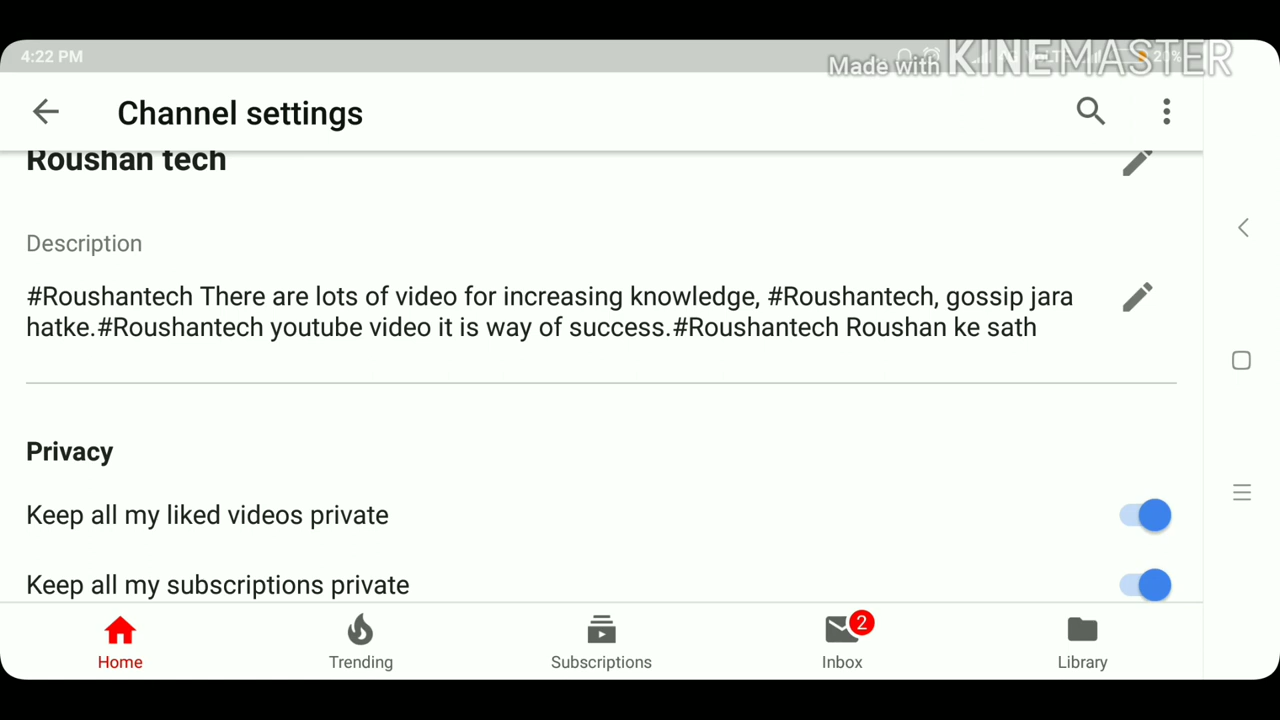 4:22 PM
Made with KINEMASTER
Channel settings
Roushan tech
Description
#Roushantech There are lots of video for increasing knowledge, #Roushantech, gossip jara
hatke.#Roushantech youtube video it is way of success.#Roushantech Roushan ke sath
Privacy
Keep all my liked videos private
Keep all my subscriptions private
2
Home Trending Subscriptions Inbox Library